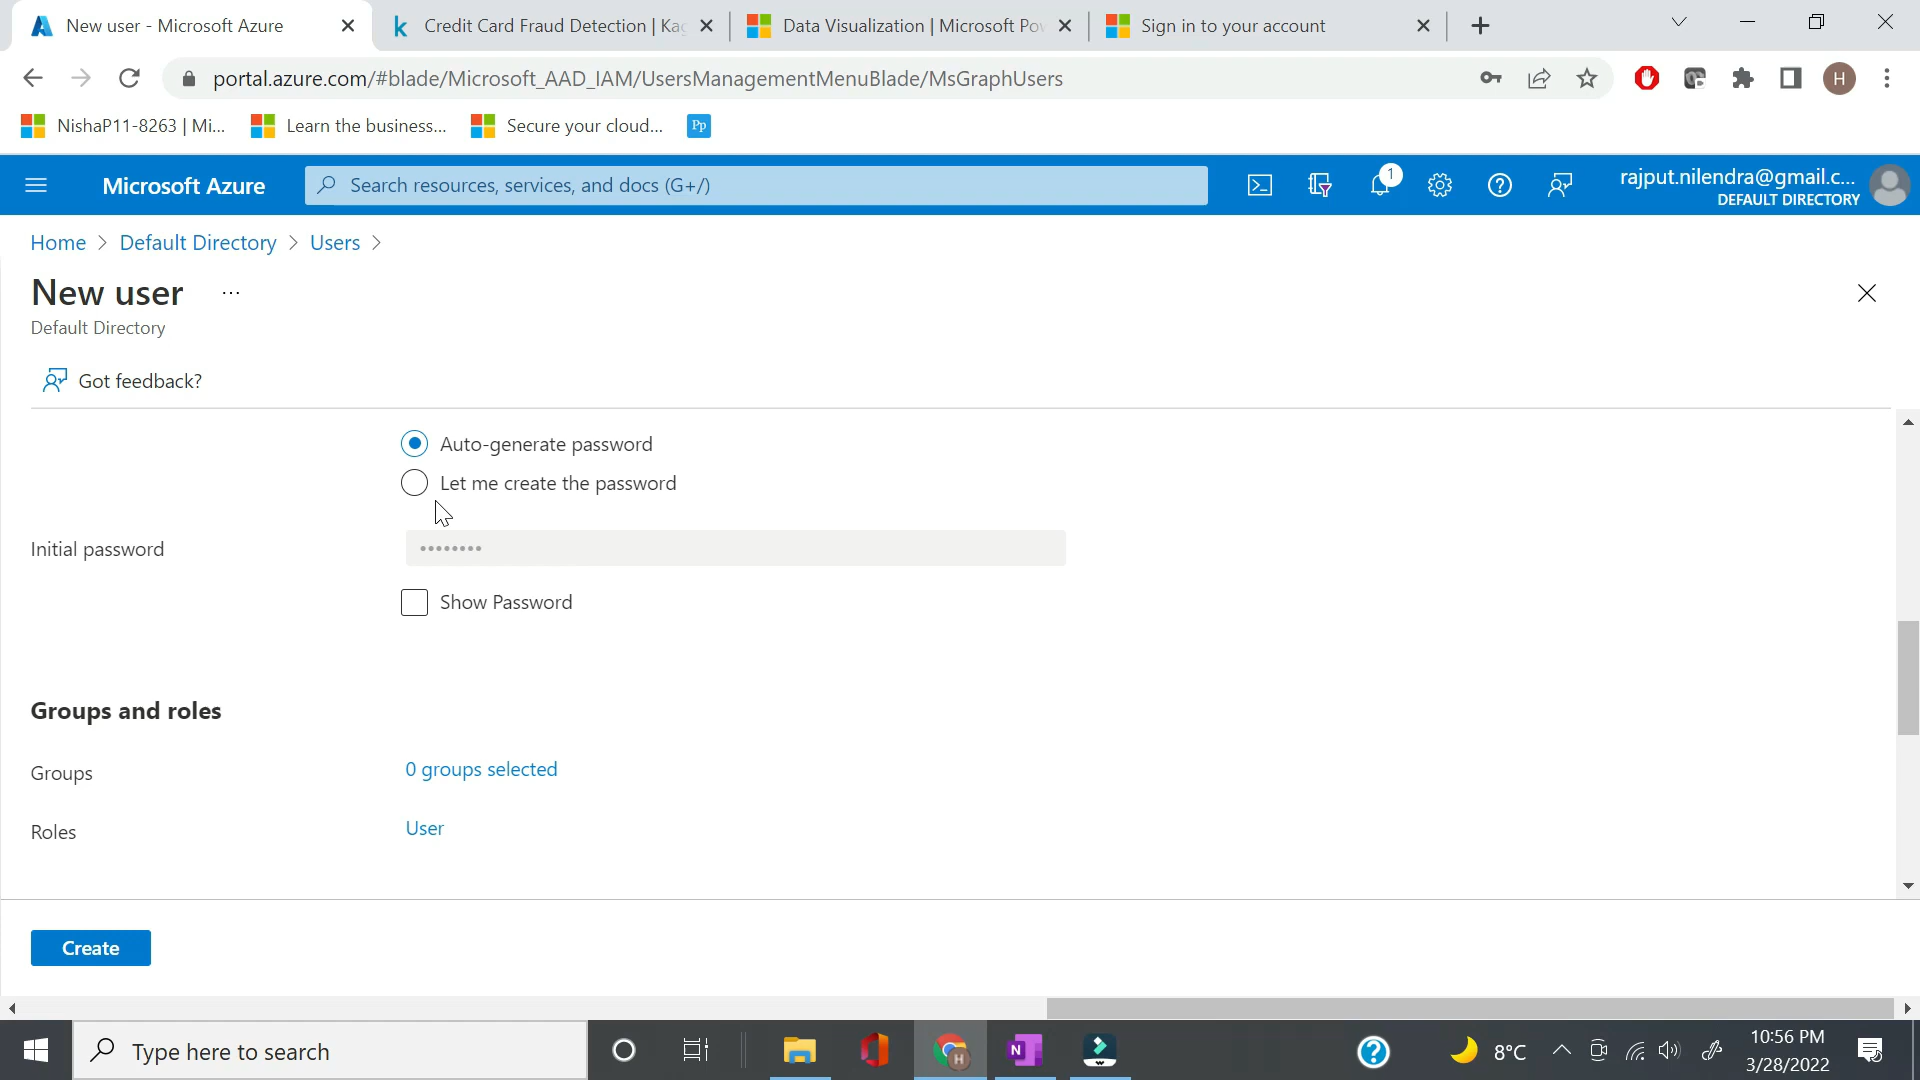 New user - Microsoft Azure
Credit Card Fraud Detection | Kag
Data Visualization | Microsoft Pov
Sign in to your account
portal.azure.com/#blade/Microsoft_AAD_IAM/UsersManagementMenuBlade/MsGraphUsers
H
NishaP11-8263 | Mi...
Learn the business...
Secure your cloud...
Pp
Microsoft Azure
Search resources, services, and docs (G+/)
1
rajput.nilendra@gmail.c...
DEFAULT DIRECTORY
Home > Default Directory > Users >
New user ...
Default Directory
Got feedback?
Auto-generate password
Let me create the password
Initial password
Show Password
Groups and roles
Groups 0 groups selected
Roles User
Create
Type here to search
8°C
10:56 PM
3/28/2022